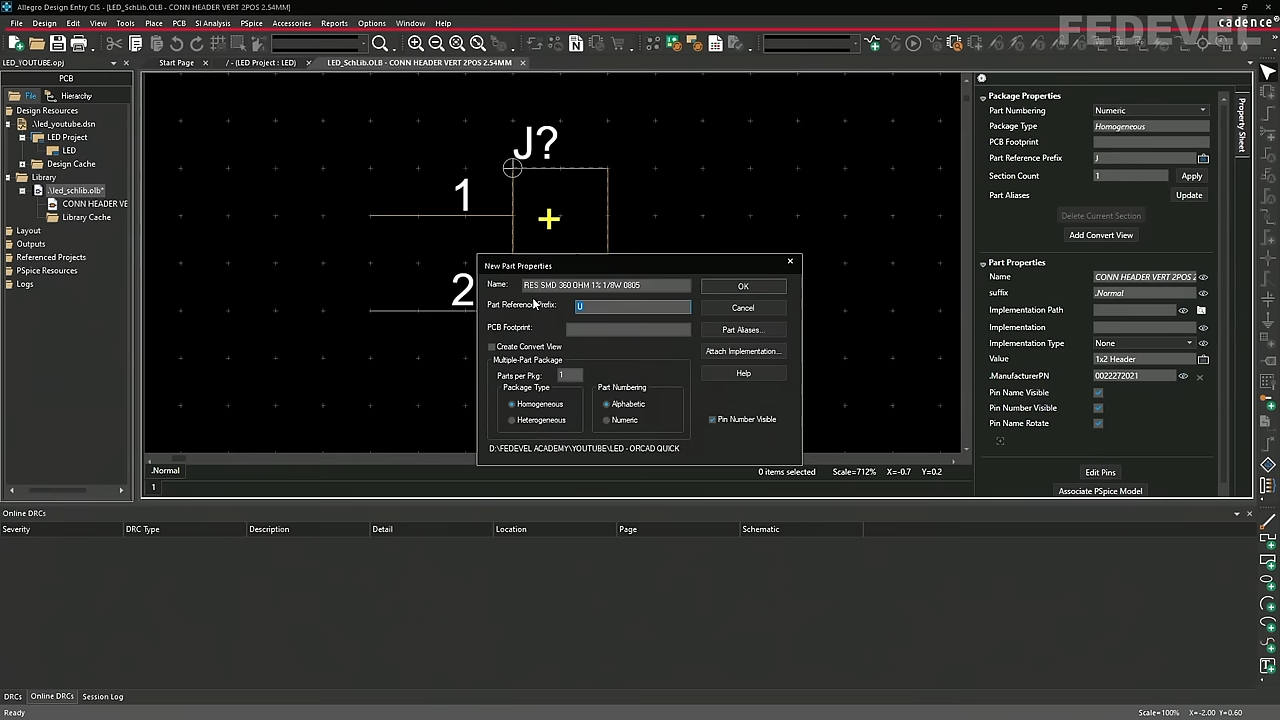 Allegro Design Entry CIS - [LED_SchLib.OLB - CONN HEADER VERT 2POS 2.54MM]
File Design Edit View Tools Place PCB SI Analysis PSpice Accessories Reports Options Window Help
cadence
FEDEVEL
LED_YOUTUBE.opj
Start Page
/ - (LED Project : LED)
LED_SchLib.OLB - CONN HEADER VERT 2POS 2.54MM
PCB
File Hierarchy
Design Resources
.\led_youtube.dsn
LED Project
LED
Design Cache
Library
.\led_schlib.olb*
CONN HEADER VE
Library Cache
Layout
Outputs
Referenced Projects
PSpice Resources
Logs
J?
1
2
New Part Properties
Name: RES SMD 360 OHM 1% 1/8W 0805
OK
Part Reference Prefix: U
Cancel
PCB Footprint:
Part Aliases...
Create Convert View
Attach Implementation...
Multiple-Part Package
Parts per Pkg: 1
Help
Package Type
Part Numbering
Homogeneous
Alphabetic
Heterogeneous
Numeric
Pin Number Visible
D:\FEDEVEL ACADEMY\YOUTUBE\LED - ORCAD QUICK
.Normal
0 items selected Scale=712% X=-0.7 Y=0.2
1
Property Sheet
Package Properties
Part Numbering Numeric
Package Type Homogeneous
PCB Footprint
Part Reference Prefix J
Section Count 1 Apply
Part Aliases Update
Delete Current Section
Add Convert View
Part Properties
Name CONN HEADER VERT 2POS 2
suffix .Normal
Implementation Path
Implementation
Implementation Type None
Value 1x2 Header
.ManufacturerPN 0022272021
Pin Name Visible
Pin Number Visible
Pin Name Rotate
Edit Pins
Associate PSpice Model
Online DRCs
Severity DRC Type Description Detail Location Page Schematic
DRCs Online DRCs Session Log
Ready
Scale=100% X=-2.00 Y=0.60